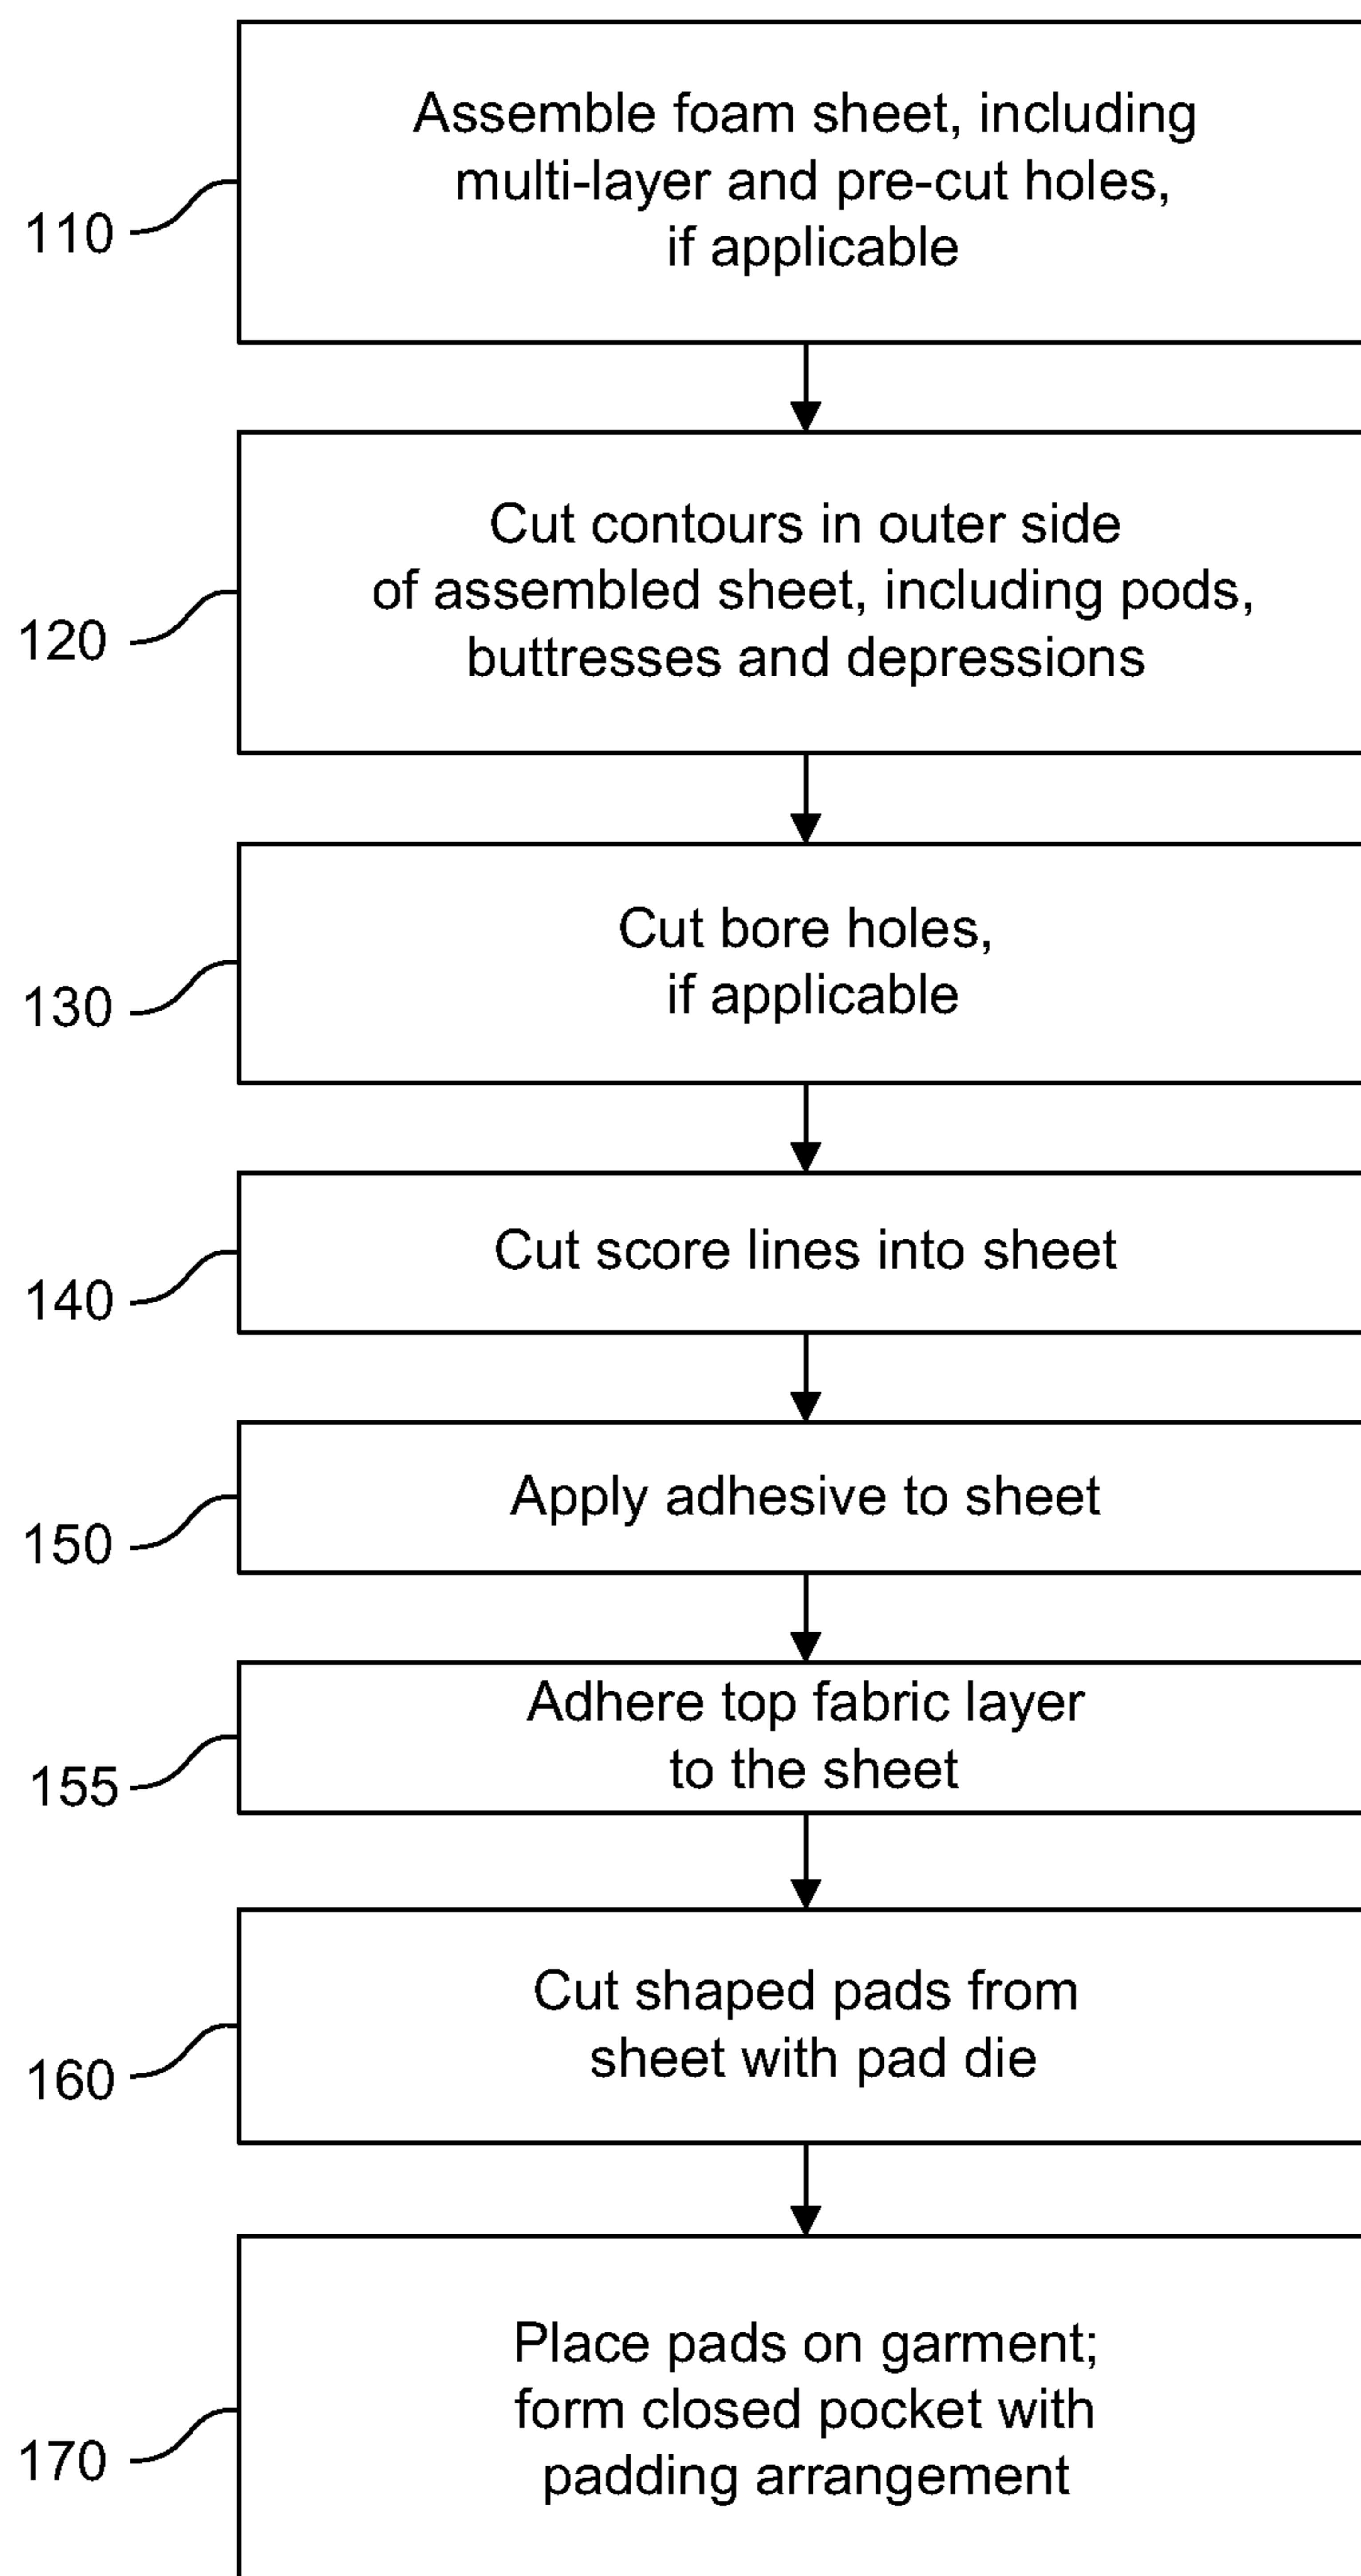 Assemble foam sheet, including
multi-layer and pre-cut holes,
if applicable
110
Cut contours in outer side
of assembled sheet, including pods,
buttresses and depressions
120
Cut bore holes,
if applicable
130
Cut score lines into sheet
140
Apply adhesive to sheet
150
Adhere top fabric layer
to the sheet
155
Cut shaped pads from
sheet with pad die
160
Place pads on garment;
form closed pocket with
padding arrangement
170